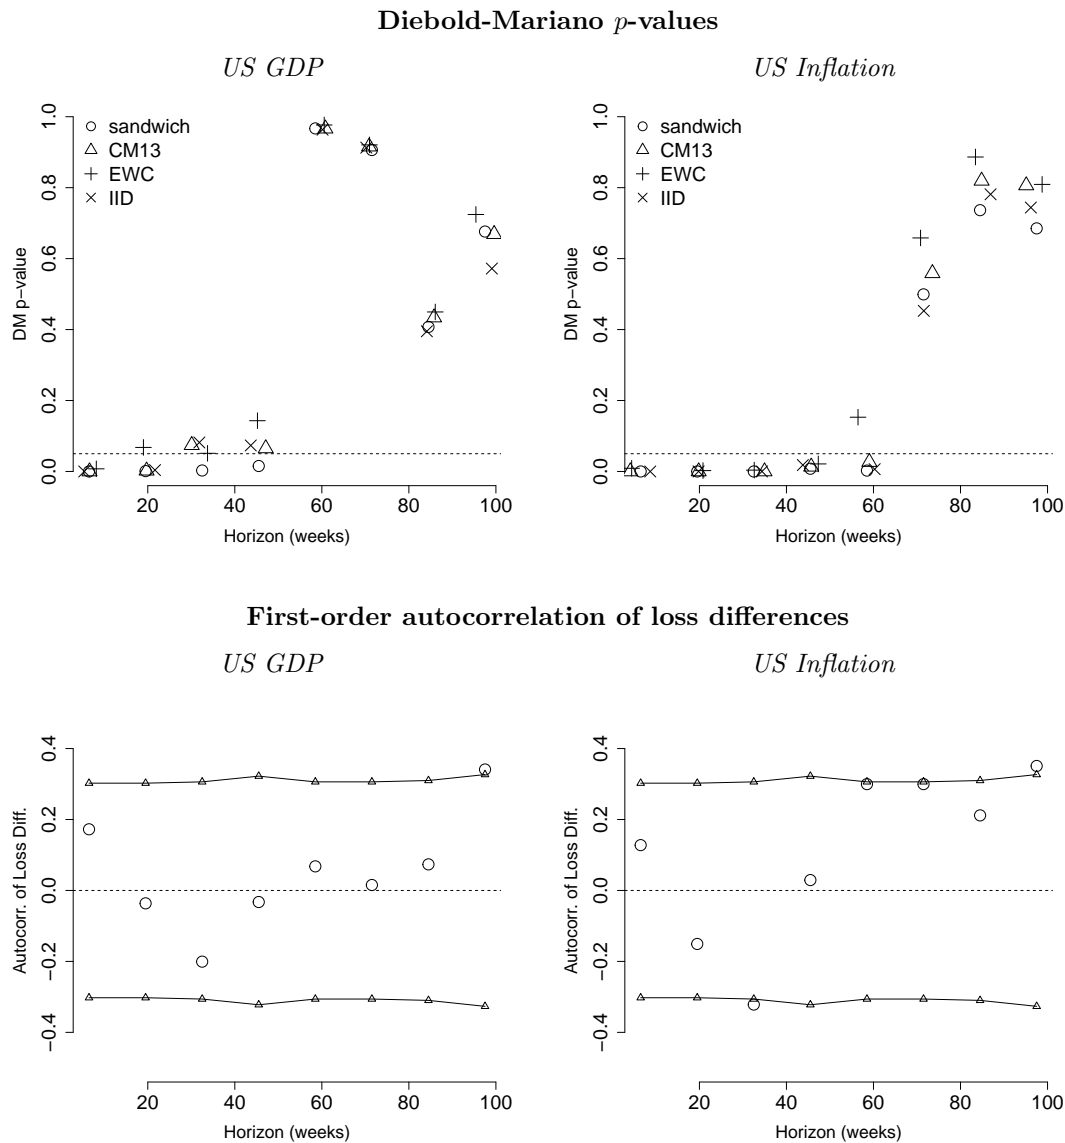 Diebold-Mariano p-values
US GDP
US Inflation
DM p−value
0.0 0.2 0.4 0.6 0.8 1.0
sandwich
CM13
EWC
IID
20 40 60 80 100
Horizon (weeks)
DM p−value
0.0 0.2 0.4 0.6 0.8 1.0
sandwich
CM13
EWC
IID
20 40 60 80 100
Horizon (weeks)
First-order autocorrelation of loss differences
US GDP
US Inflation
Autocorr. of Loss Diff.
−0.4 −0.2 0.0 0.2 0.4
20 40 60 80 100
Horizon (weeks)
Autocorr. of Loss Diff.
−0.4 −0.2 0.0 0.2 0.4
20 40 60 80 100
Horizon (weeks)